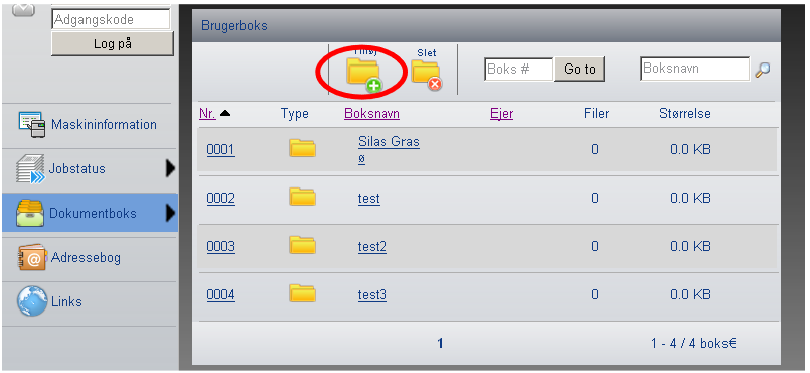 Adgangskode
Log på
Maskininformation
Jobstatus
Dokumentboks
Adressebog
Links
Brugerboks
Tilføj
Slet
Boks #
Go to
Boksnavn
Nr. Type Boksnavn Ejer Filer Størrelse
0001 Silas Gras 0 0.0 KB
ø
0002 test 0 0.0 KB
0003 test2 0 0.0 KB
0004 test3 0 0.0 KB
1 1 - 4 / 4 boks€